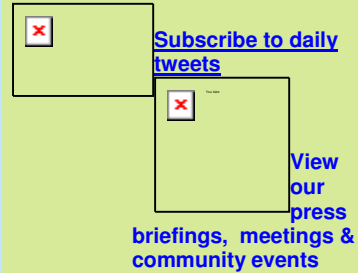 Subscribe to daily
tweets
View
our
press
briefings, meetings &
community events